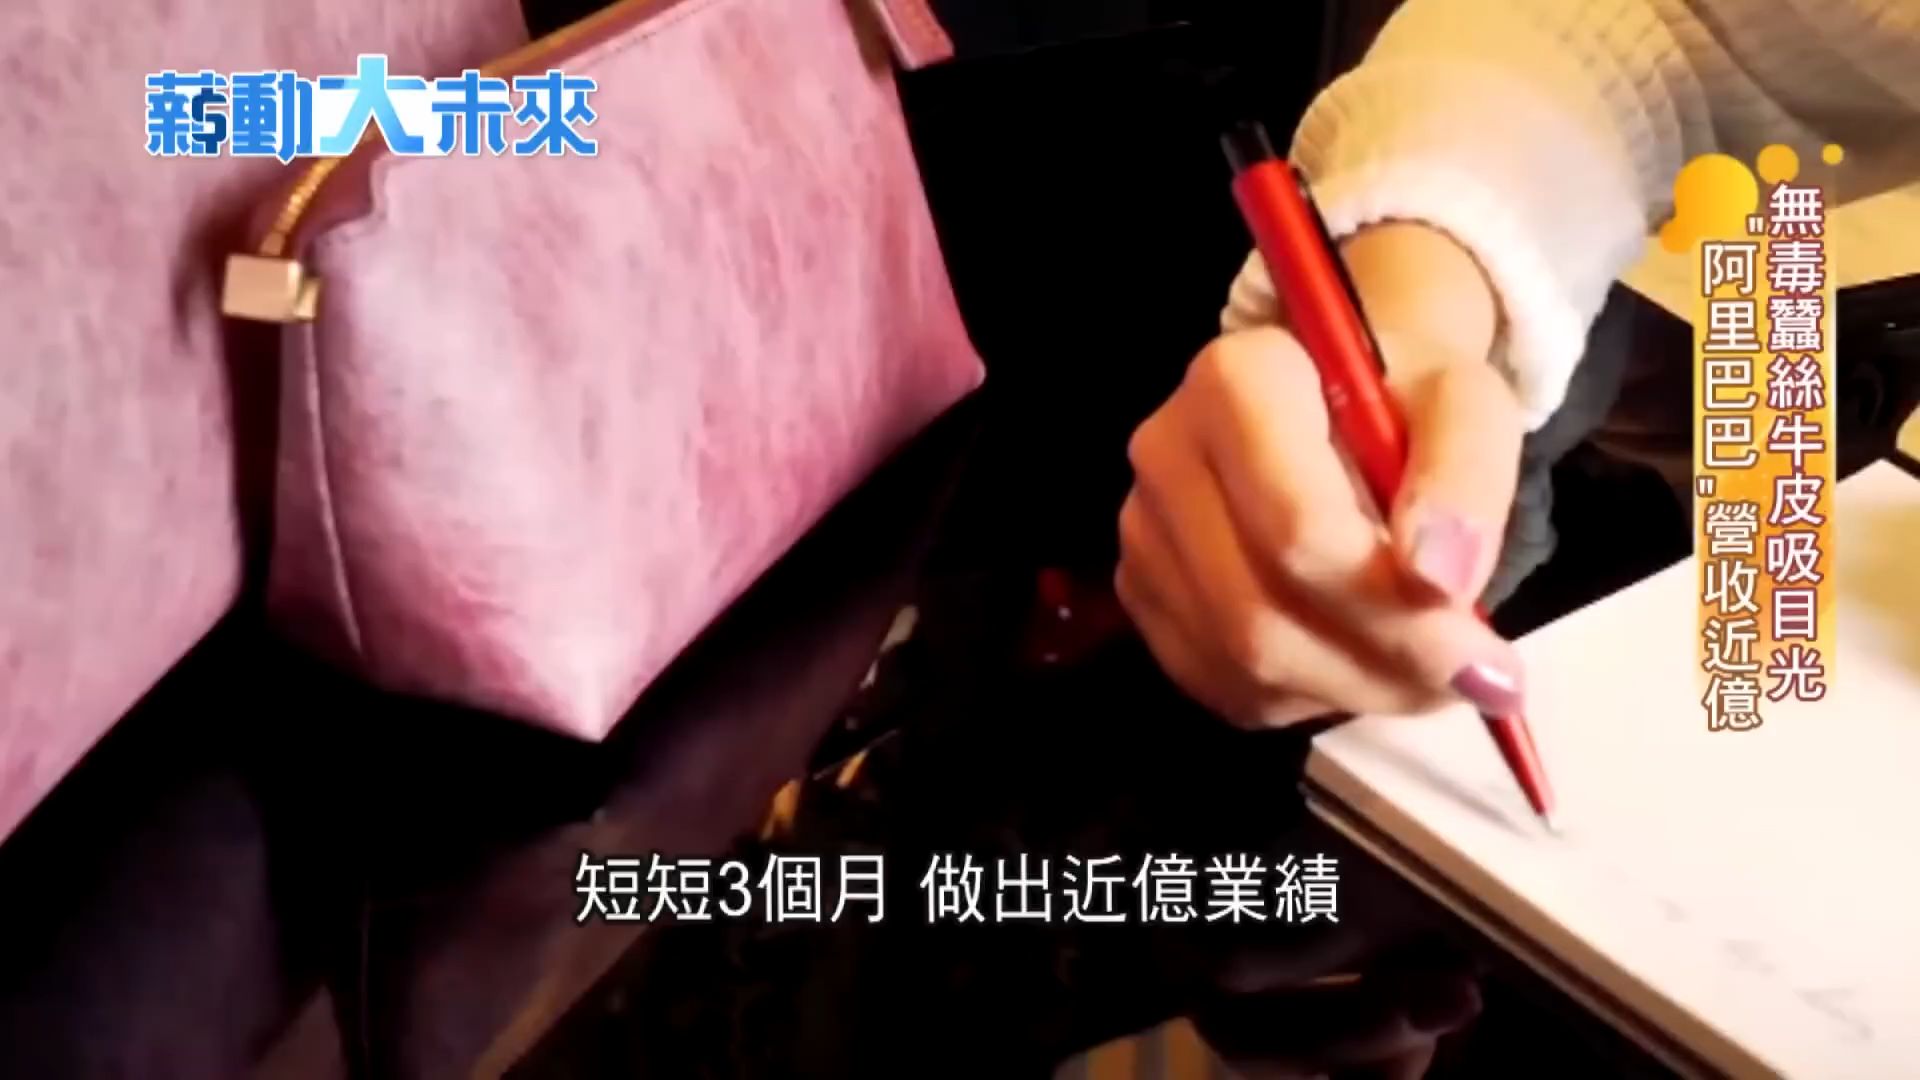 薪動大未來
無毒蠶絲牛皮吸目光
"阿里巴巴"營收近億
短短3個月 做出近億業績